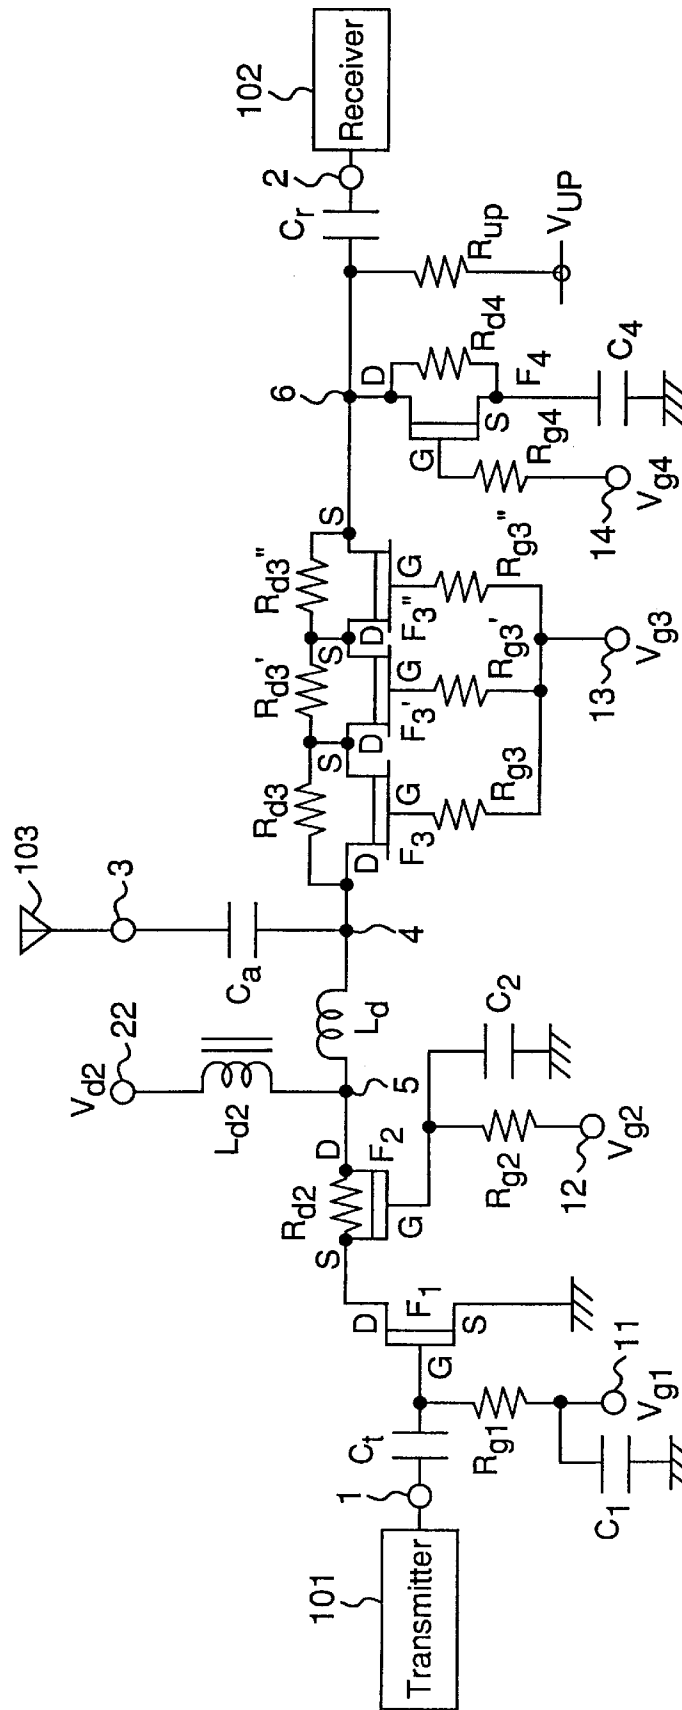 101
Transmitter
1
Ct
C1
Rg1
11
Vg1
G
D
F1
S
S
Rd2
D
F2
G
Rg2
12
Vg2
C2
Vd2
22
Ld2
5
Ld
4
Ca
3
103
Rd3
Rd3'
Rd3"
D
S
D
S
D
S
F3
G
F3'
G
F3"
G
Rg3
Rg3'
Rg3"
13
Vg3
6
D
G
S
Rd4
F4
Rg4
14
Vg4
C4
Rup
VUP
Cr
2
102
Receiver